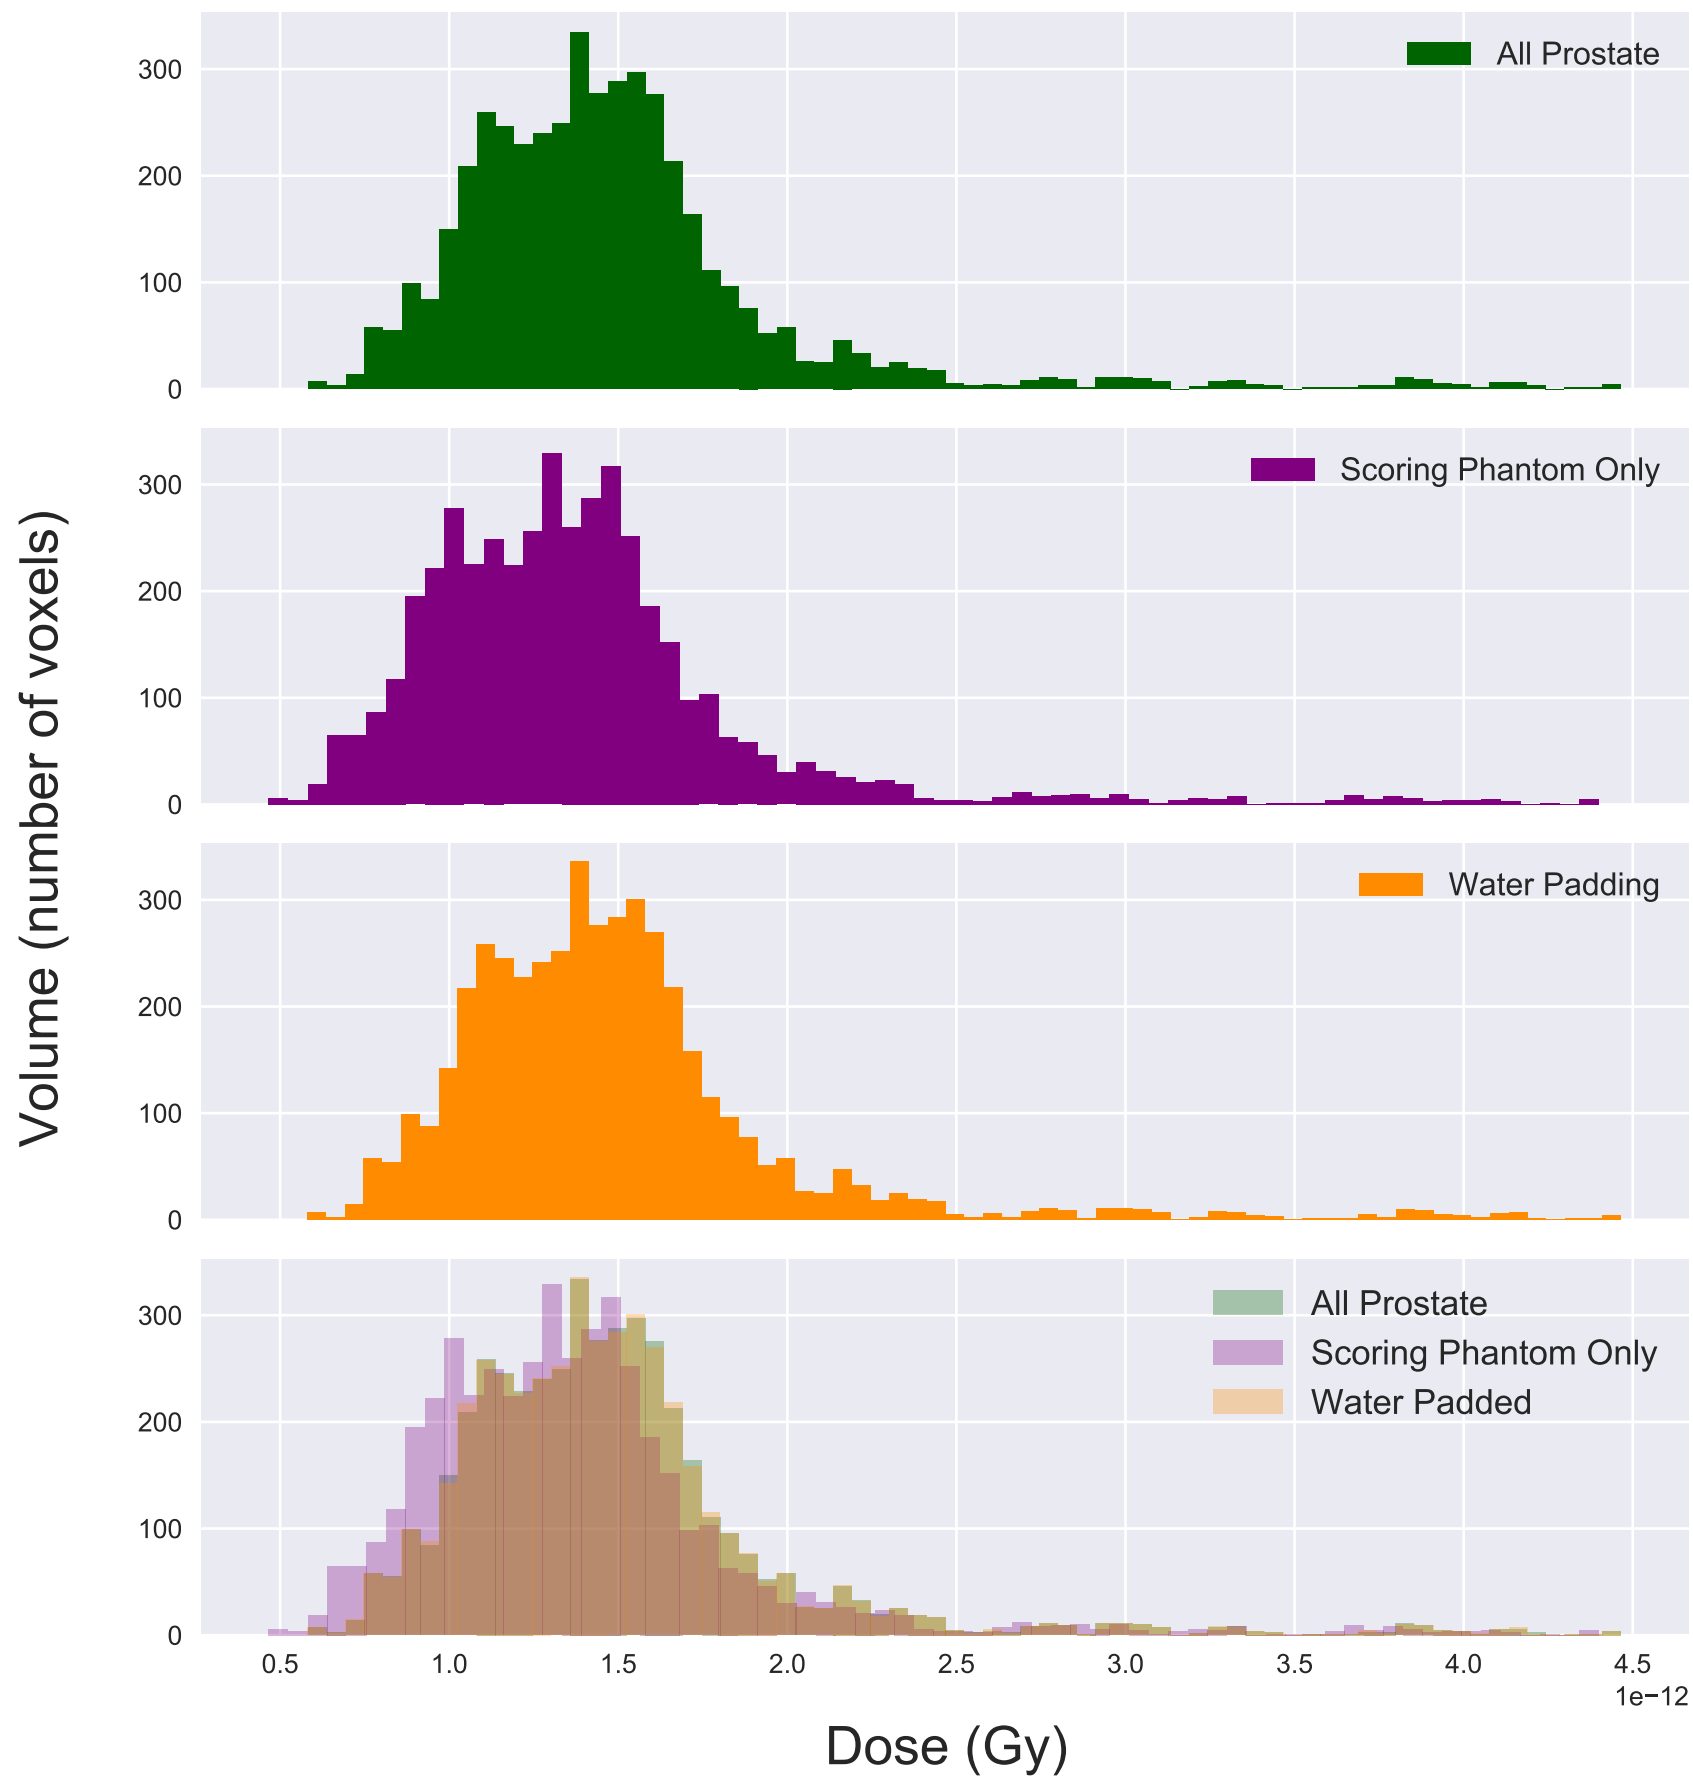 Volume (number of voxels)
300
200
100
0
All Prostate
300
200
100
0
Scoring Phantom Only
300
200
100
0
Water Padding
300
200
100
0
All Prostate
Scoring Phantom Only
Water Padded
0.5 1.0 1.5 2.0 2.5 3.0 3.5 4.0 4.5
1e−12
Dose (Gy)